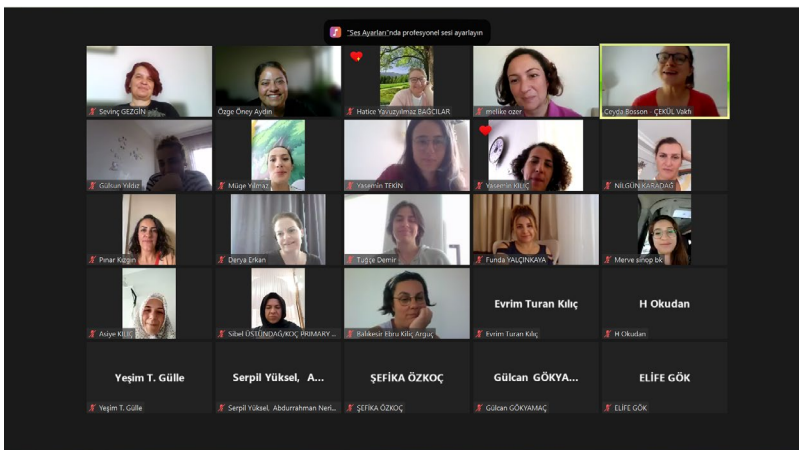 "Ses Ayarları"nda profesyonel sesi ayarlayın
Sevinç GEZGİN
Özge Öney Aydın
Hatice Yavuzyılmaz BAĞCILAR
melike özer
Ceyda Bosson - ÇEKÜL Vakfı
Gülsun Yıldız
Müge Yılmaz
Yasemin TEKİN
Yasemin KILIÇ
NİLGÜN KARADAĞ
Pınar Kızgın
Derya Erkan
Tuğçe Demir
Funda YALÇINKAYA
Merve sinop bk
Asiye KILIÇ
Sibel ÜSTÜNDAĞ/KOÇ PRIMARY ...
Balıkesir Ebru Kılıç Arguç
Evrim Turan Kılıç
Evrim Turan Kılıç
H Okudan
H Okudan
Yeşim T. Gülle
Yeşim T. Gülle
Serpil Yüksel, A...
Serpil Yüksel, Abdurrahman Neri...
ŞEFİKA ÖZKOÇ
ŞEFİKA ÖZKOÇ
Gülcan GÖKYA...
Gülcan GÖKYAMAÇ
ELİFE GÖK
ELİFE GÖK